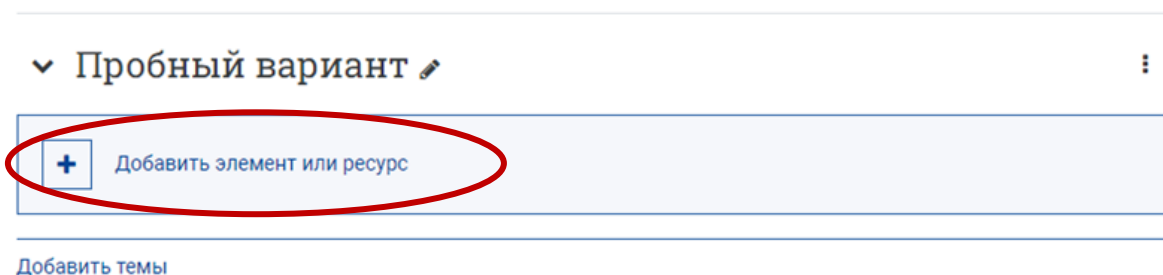 Пробный вариант
Добавить элемент или ресурс
Добавить темы